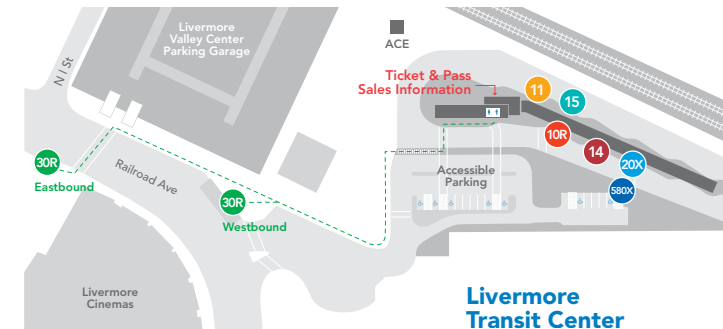 Livermore
Valley Center
Parking Garage
N I St
ACE
Ticket & Pass
Sales Information
11
15
10R
14
20X
580X
30R
Eastbound
Railroad Ave
Accessible
Parking
30R
Westbound
Livermore
Cinemas
Livermore
Transit Center